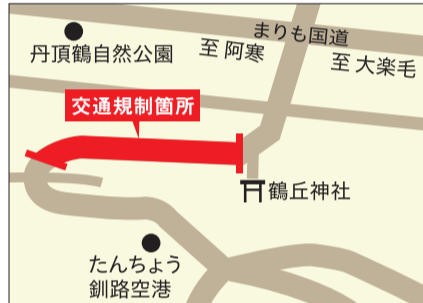 まりも国道
丹頂鶴自然公園
至 阿寒
至 大楽毛
交通規制箇所
鶴丘神社
たんちょう
釧路空港